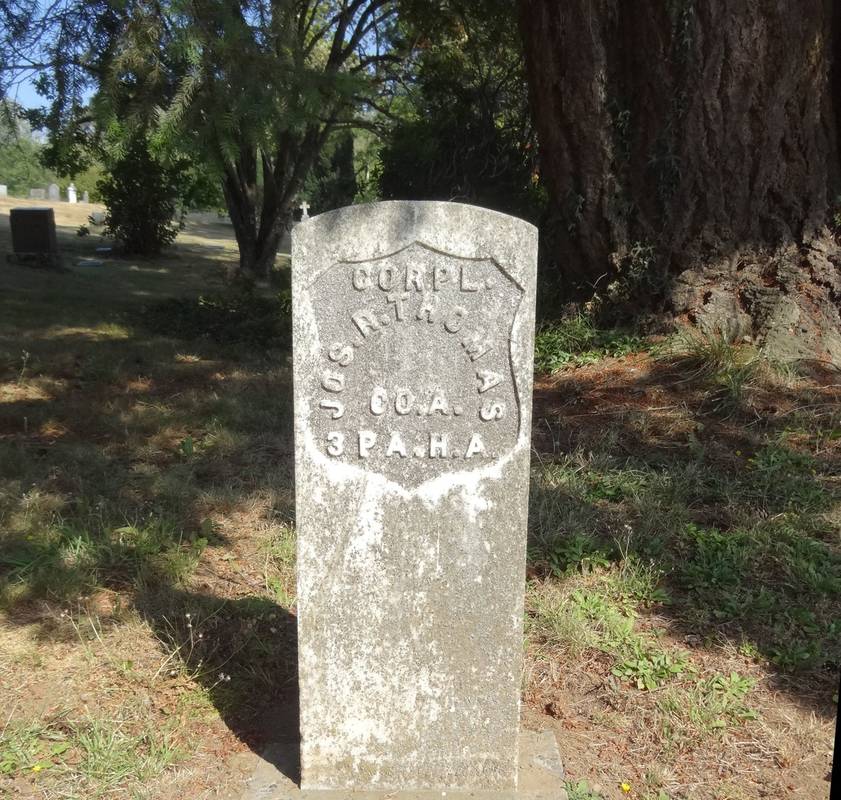 CORPL.
JOS. R. THOMAS
CO. A.
3 PA. H. A.